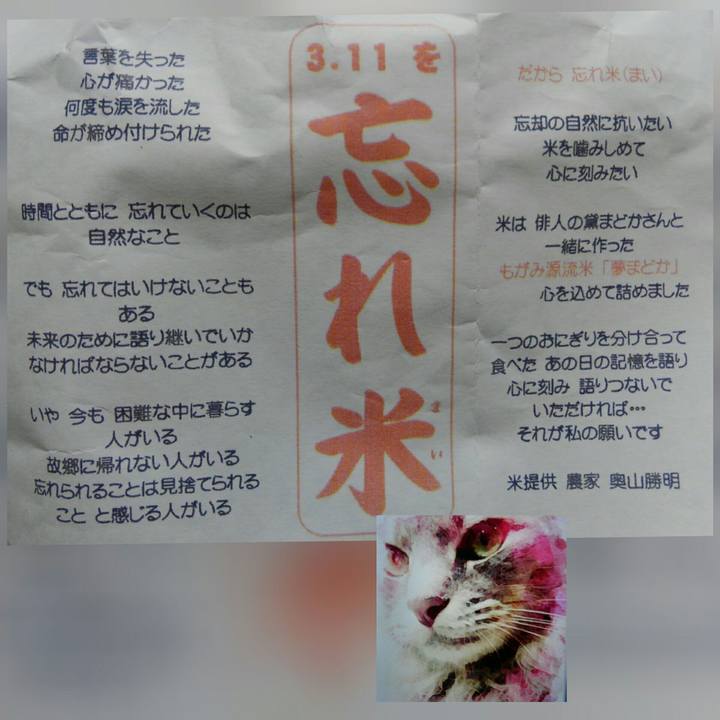 言葉を失った
心が痛かった
何度も涙を流した
命が締め付けられた
時間とともに 忘れていくのは
自然なこと
でも 忘れてはいけないことも
ある
未来のために語り継いでいか
なければならないことがある
いや 今も 困難な中に暮らす
人がいる
故郷に帰れない人がいる
忘れられることは見捨てられる
こと と感じる人がいる
3.11 を
忘れ米
まい
だから 忘れ米(まい)
忘却の自然に抗いたい
米を噛みしめて
心に刻みたい
米は 俳人の黛まどかさんと
一緒に作った
もがみ源流米「夢まどか」
心を込めて詰めました
一つのおにぎりを分け合って
食べた あの日の記憶を語り
心に刻み 語りつないで
いただければ…
それが私の願いです
米提供 農家 奥山勝明